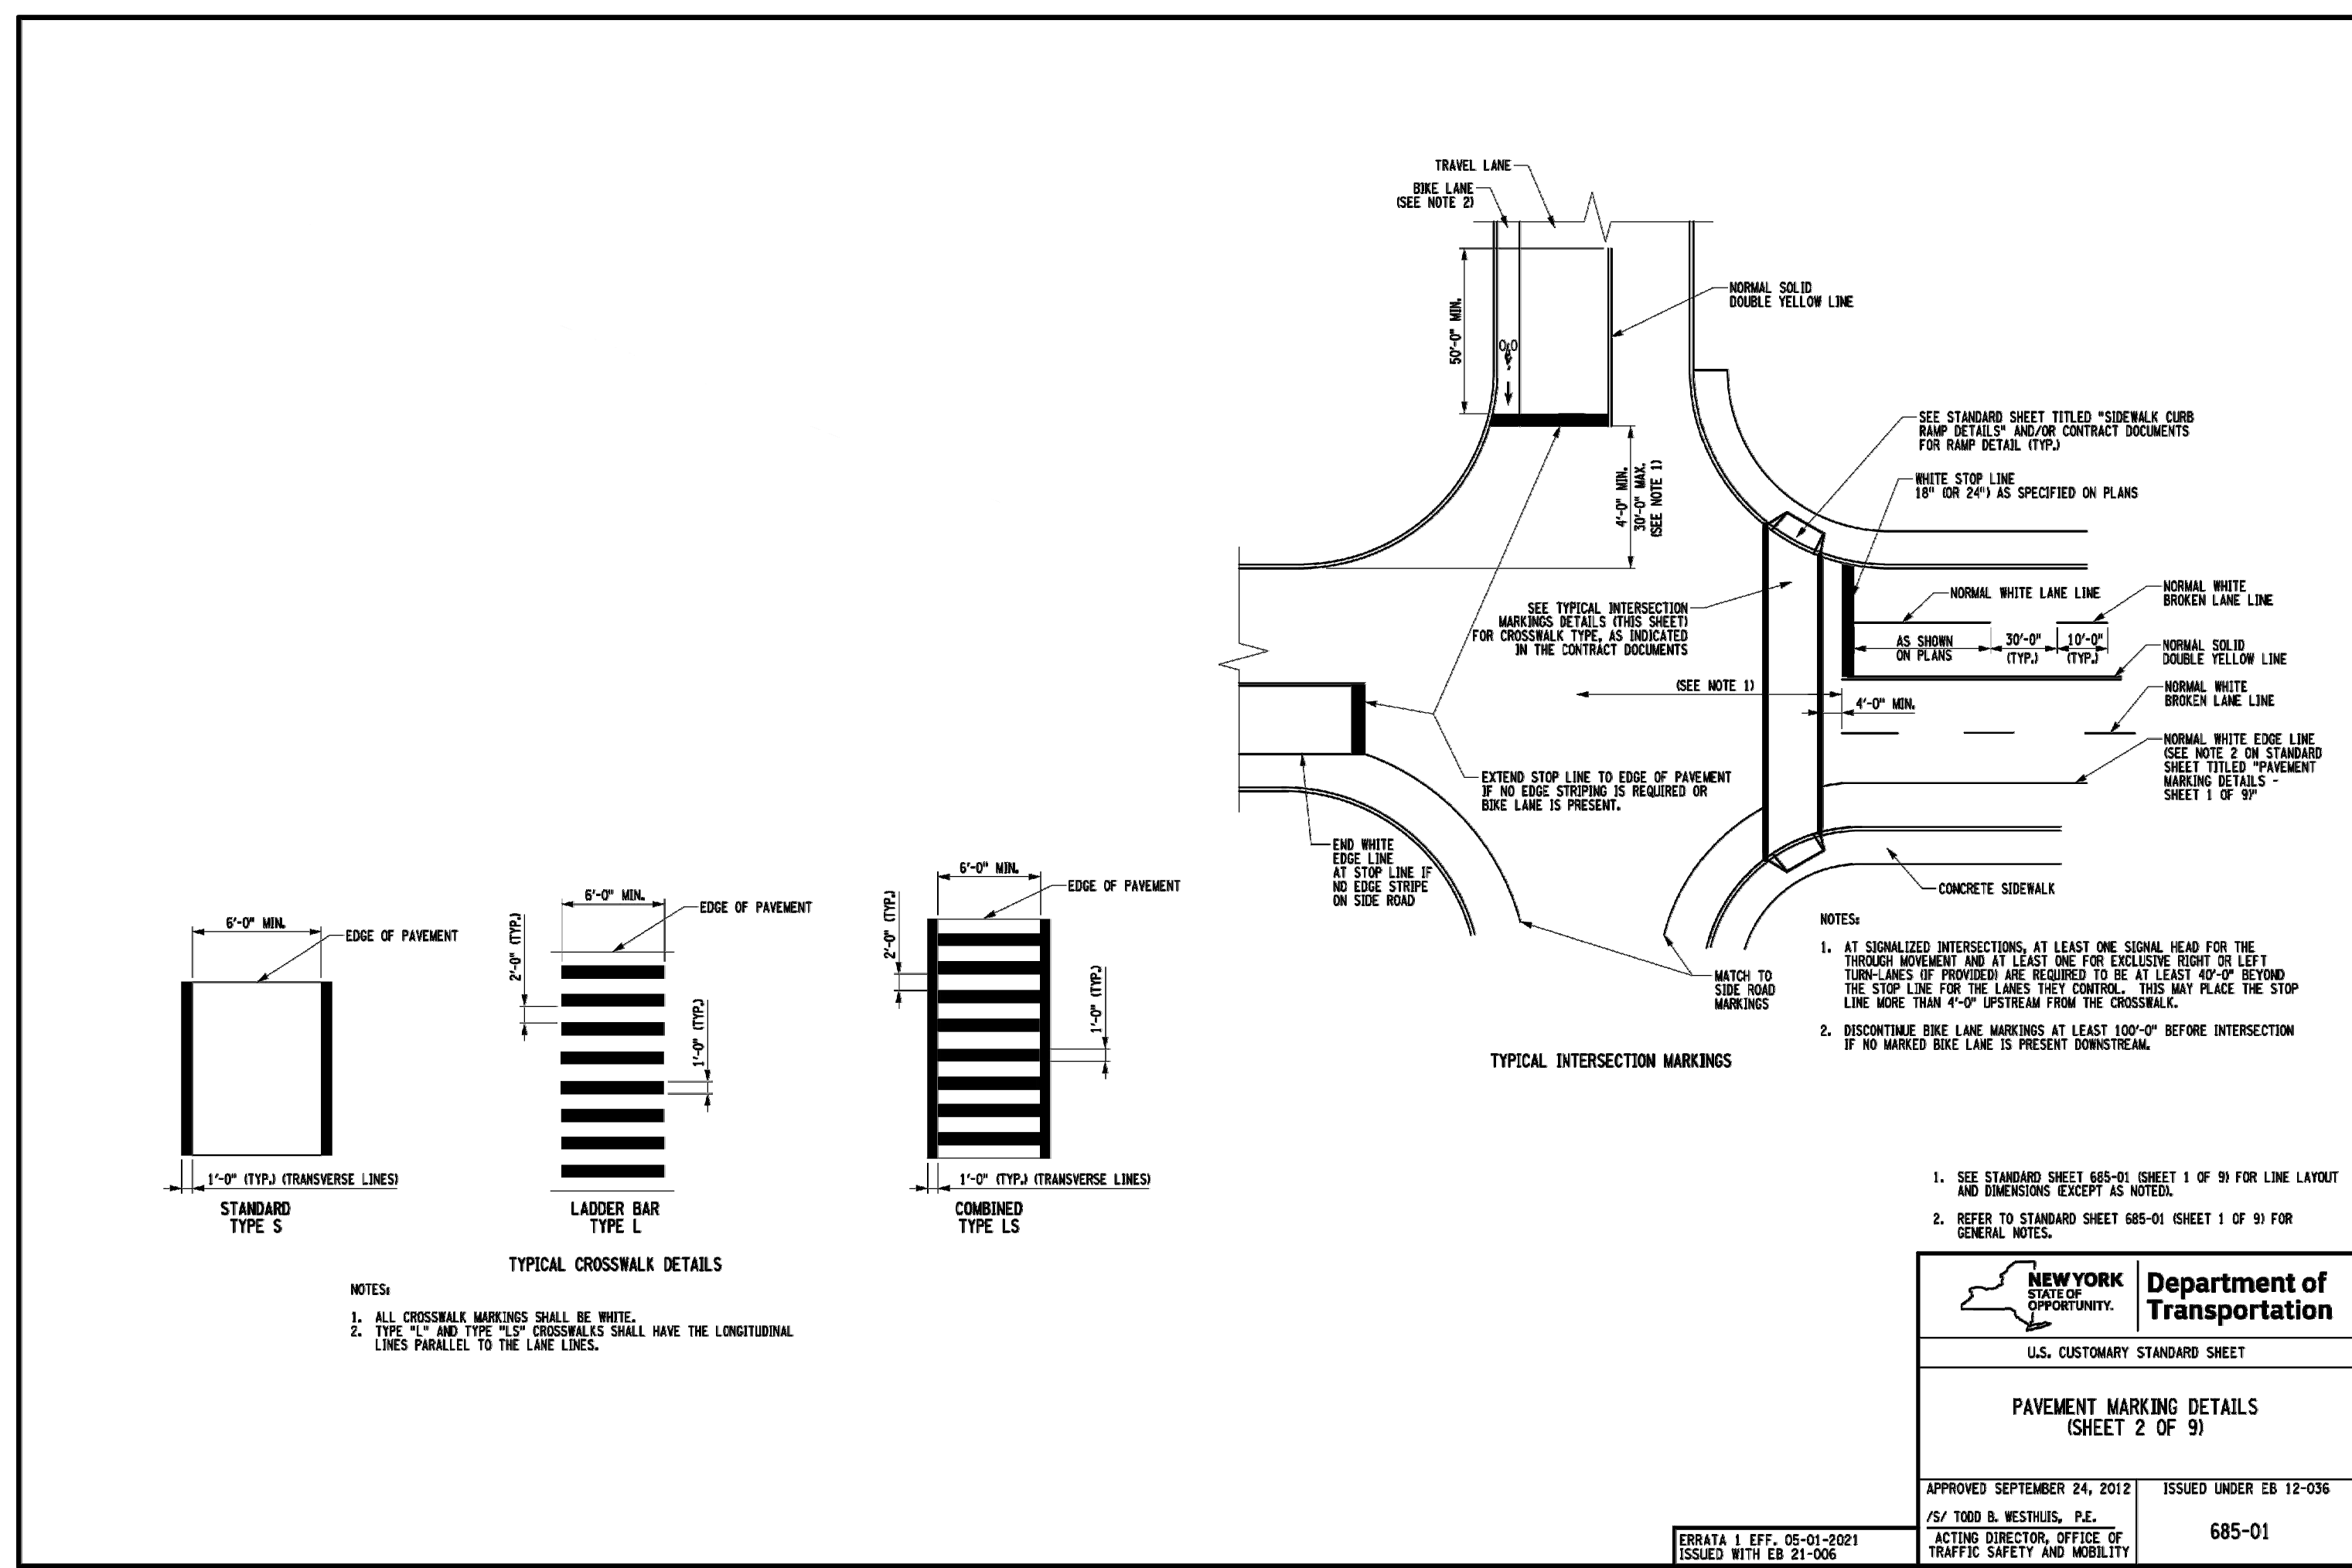 TRAVEL LANE
BIKE LANE
(SEE NOTE 2)
50'-0" MIN.
NORMAL SOLID
DOUBLE YELLOW LINE
4'-0" MIN.
30'-0" MAX.
(SEE NOTE 1)
SEE STANDARD SHEET TITLED "SIDEWALK CURB
RAMP DETAILS" AND/OR CONTRACT DOCUMENTS
FOR RAMP DETAIL (TYP.)
WHITE STOP LINE
18" (OR 24") AS SPECIFIED ON PLANS
SEE TYPICAL INTERSECTION
MARKINGS DETAILS (THIS SHEET)
FOR CROSSWALK TYPE, AS INDICATED
IN THE CONTRACT DOCUMENTS
NORMAL WHITE LANE LINE
NORMAL WHITE
BROKEN LANE LINE
AS SHOWN
ON PLANS
30'-0"
(TYP.)
10'-0"
(TYP.)
NORMAL SOLID
DOUBLE YELLOW LINE
(SEE NOTE 1)
4'-0" MIN.
NORMAL WHITE
BROKEN LANE LINE
NORMAL WHITE EDGE LINE
(SEE NOTE 2 ON STANDARD
SHEET TITLED "PAVEMENT
MARKING DETAILS -
SHEET 1 OF 9)"
EXTEND STOP LINE TO EDGE OF PAVEMENT
IF NO EDGE STRIPING IS REQUIRED OR
BIKE LANE IS PRESENT.
END WHITE
EDGE LINE
AT STOP LINE IF
NO EDGE STRIPE
ON SIDE ROAD
CONCRETE SIDEWALK
MATCH TO
SIDE ROAD
MARKINGS
TYPICAL INTERSECTION MARKINGS
NOTES:
1. AT SIGNALIZED INTERSECTIONS, AT LEAST ONE SIGNAL HEAD FOR THE
THROUGH MOVEMENT AND AT LEAST ONE FOR EXCLUSIVE RIGHT OR LEFT
TURN-LANES (IF PROVIDED) ARE REQUIRED TO BE AT LEAST 40'-0" BEYOND
THE STOP LINE FOR THE LANES THEY CONTROL. THIS MAY PLACE THE STOP
LINE MORE THAN 4'-0" UPSTREAM FROM THE CROSSWALK.
2. DISCONTINUE BIKE LANE MARKINGS AT LEAST 100'-0" BEFORE INTERSECTION
IF NO MARKED BIKE LANE IS PRESENT DOWNSTREAM.
6'-0" MIN.
EDGE OF PAVEMENT
1'-0" (TYP.) (TRANSVERSE LINES)
STANDARD
TYPE S
6'-0" MIN.
EDGE OF PAVEMENT
2'-0" (TYP.)
1'-0" (TYP.)
LADDER BAR
TYPE L
6'-0" MIN.
EDGE OF PAVEMENT
2'-0" (TYP.)
1'-0" (TYP.)
1'-0" (TYP.) (TRANSVERSE LINES)
COMBINED
TYPE LS
TYPICAL CROSSWALK DETAILS
NOTES:
1. ALL CROSSWALK MARKINGS SHALL BE WHITE.
2. TYPE "L" AND TYPE "LS" CROSSWALKS SHALL HAVE THE LONGITUDINAL
LINES PARALLEL TO THE LANE LINES.
1. SEE STANDARD SHEET 685-01 (SHEET 1 OF 9) FOR LINE LAYOUT
AND DIMENSIONS (EXCEPT AS NOTED).
2. REFER TO STANDARD SHEET 685-01 (SHEET 1 OF 9) FOR
GENERAL NOTES.
NEW YORK
STATE OF
OPPORTUNITY.
Department of
Transportation
U.S. CUSTOMARY STANDARD SHEET
PAVEMENT MARKING DETAILS
(SHEET 2 OF 9)
APPROVED SEPTEMBER 24, 2012
/S/ TODD B. WESTHUIS, P.E.
ACTING DIRECTOR, OFFICE OF
TRAFFIC SAFETY AND MOBILITY
ISSUED UNDER EB 12-036
685-01
ERRATA 1 EFF. 05-01-2021
ISSUED WITH EB 21-006